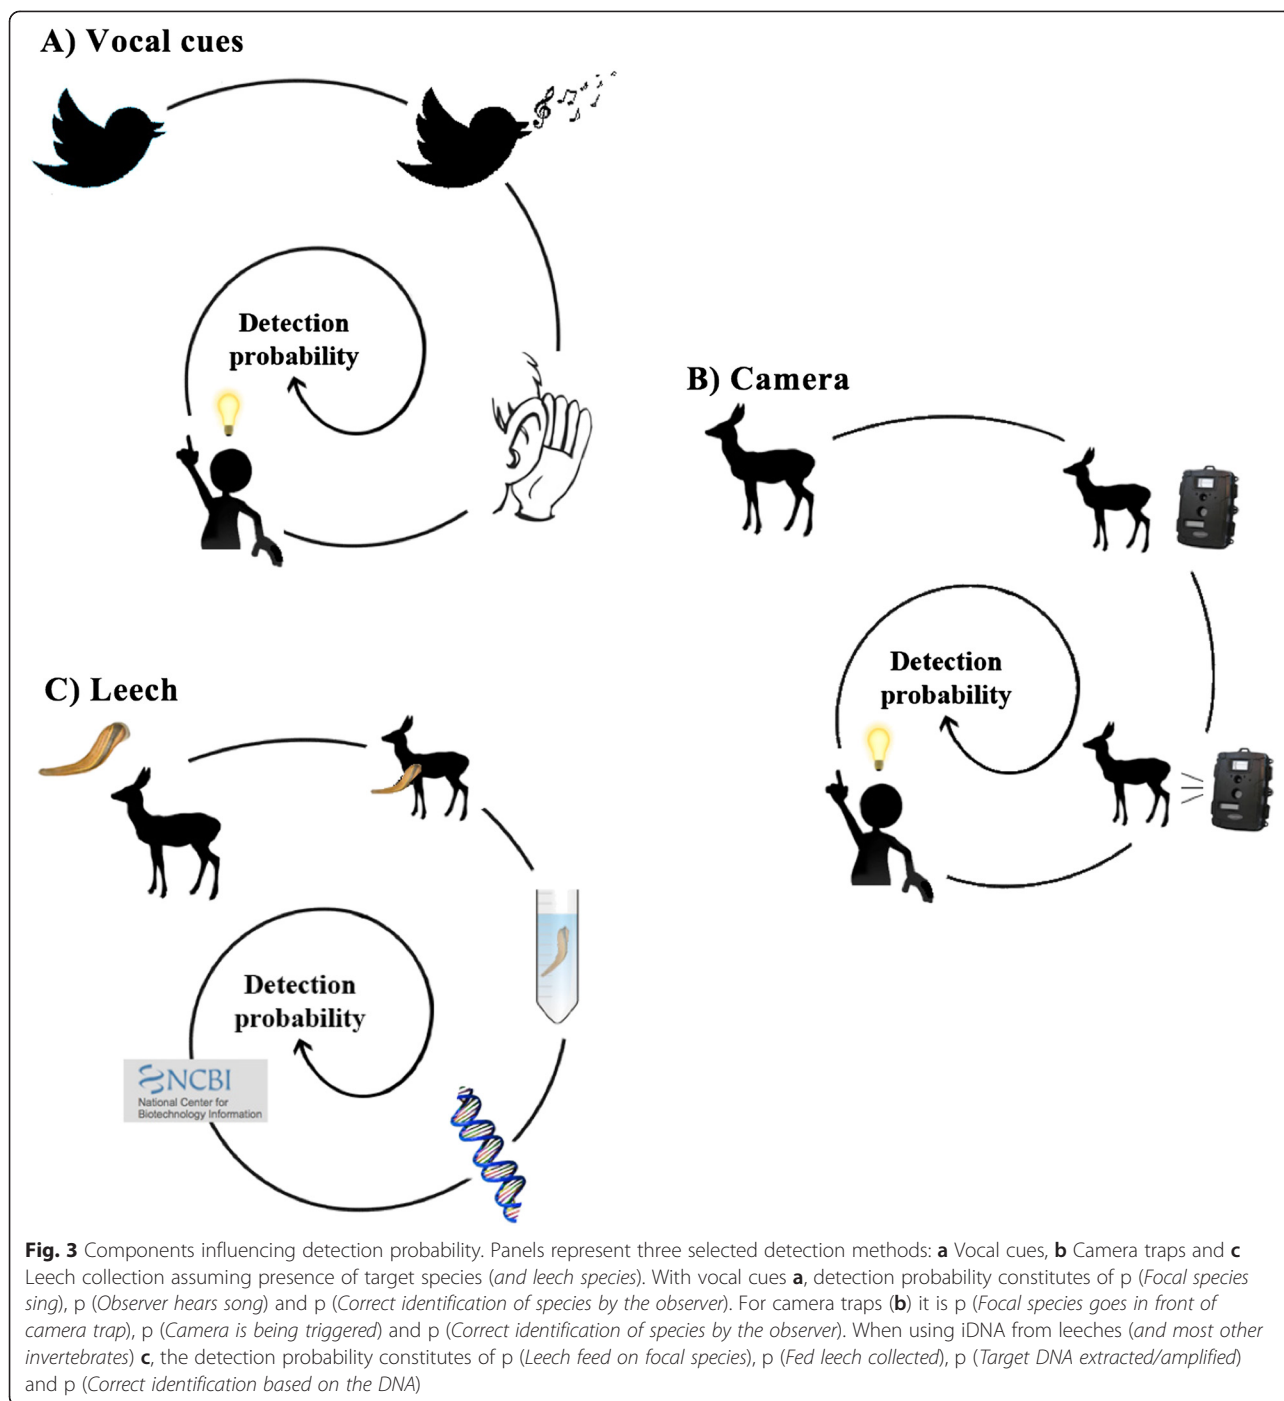 A) Vocal cues
Detection
probability
B) Camera
Detection
probability
C) Leech
Detection
probability
NCBI
National Center for
Biotechnology Information
Fig. 3 Components influencing detection probability. Panels represent three selected detection methods: a Vocal cues, b Camera traps and c
Leech collection assuming presence of target species (and leech species). With vocal cues a, detection probability constitutes of p (Focal species
sing), p (Observer hears song) and p (Correct identification of species by the observer). For camera traps (b) it is p (Focal species goes in front of
camera trap), p (Camera is being triggered) and p (Correct identification of species by the observer). When using iDNA from leeches (and most other
invertebrates) c, the detection probability constitutes of p (Leech feed on focal species), p (Fed leech collected), p (Target DNA extracted/amplified)
and p (Correct identification based on the DNA)